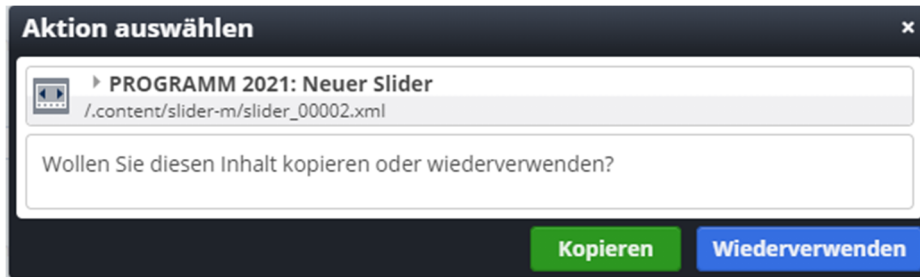 Aktion auswählen
PROGRAMM 2021: Neuer Slider
/.content/slider-m/slider_00002.xml
Wollen Sie diesen Inhalt kopieren oder wiederverwenden?
Kopieren Wiederverwenden